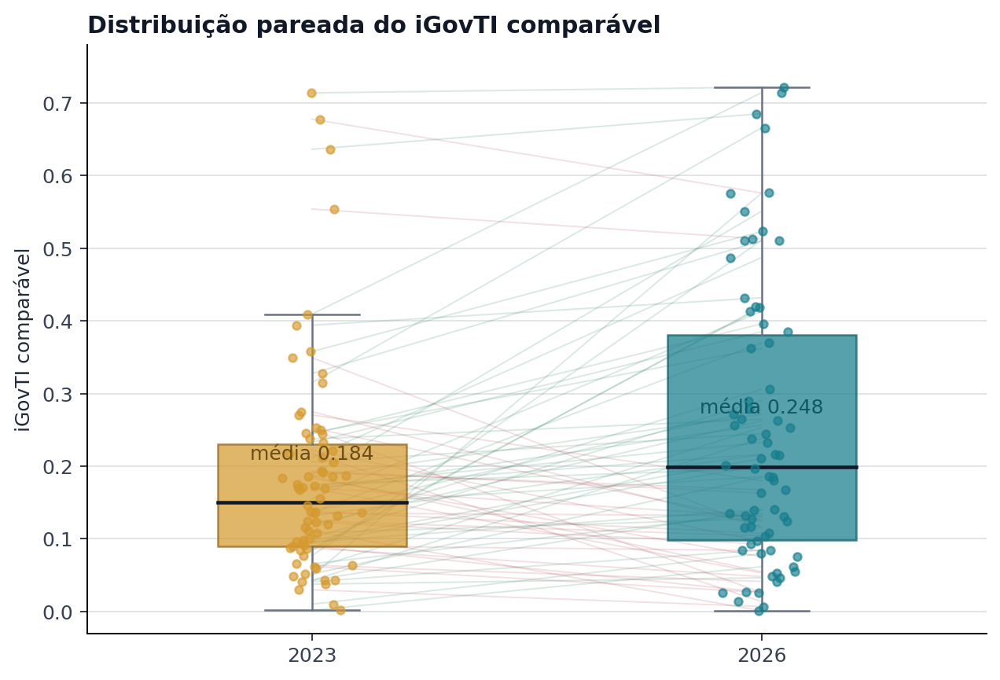 Distribuição pareada do iGovTI comparável
iGovTI comparável
0.7
0.6
0.5
0.4
0.3
0.2
0.1
0.0
média 0.184
média 0.248
2023
2026